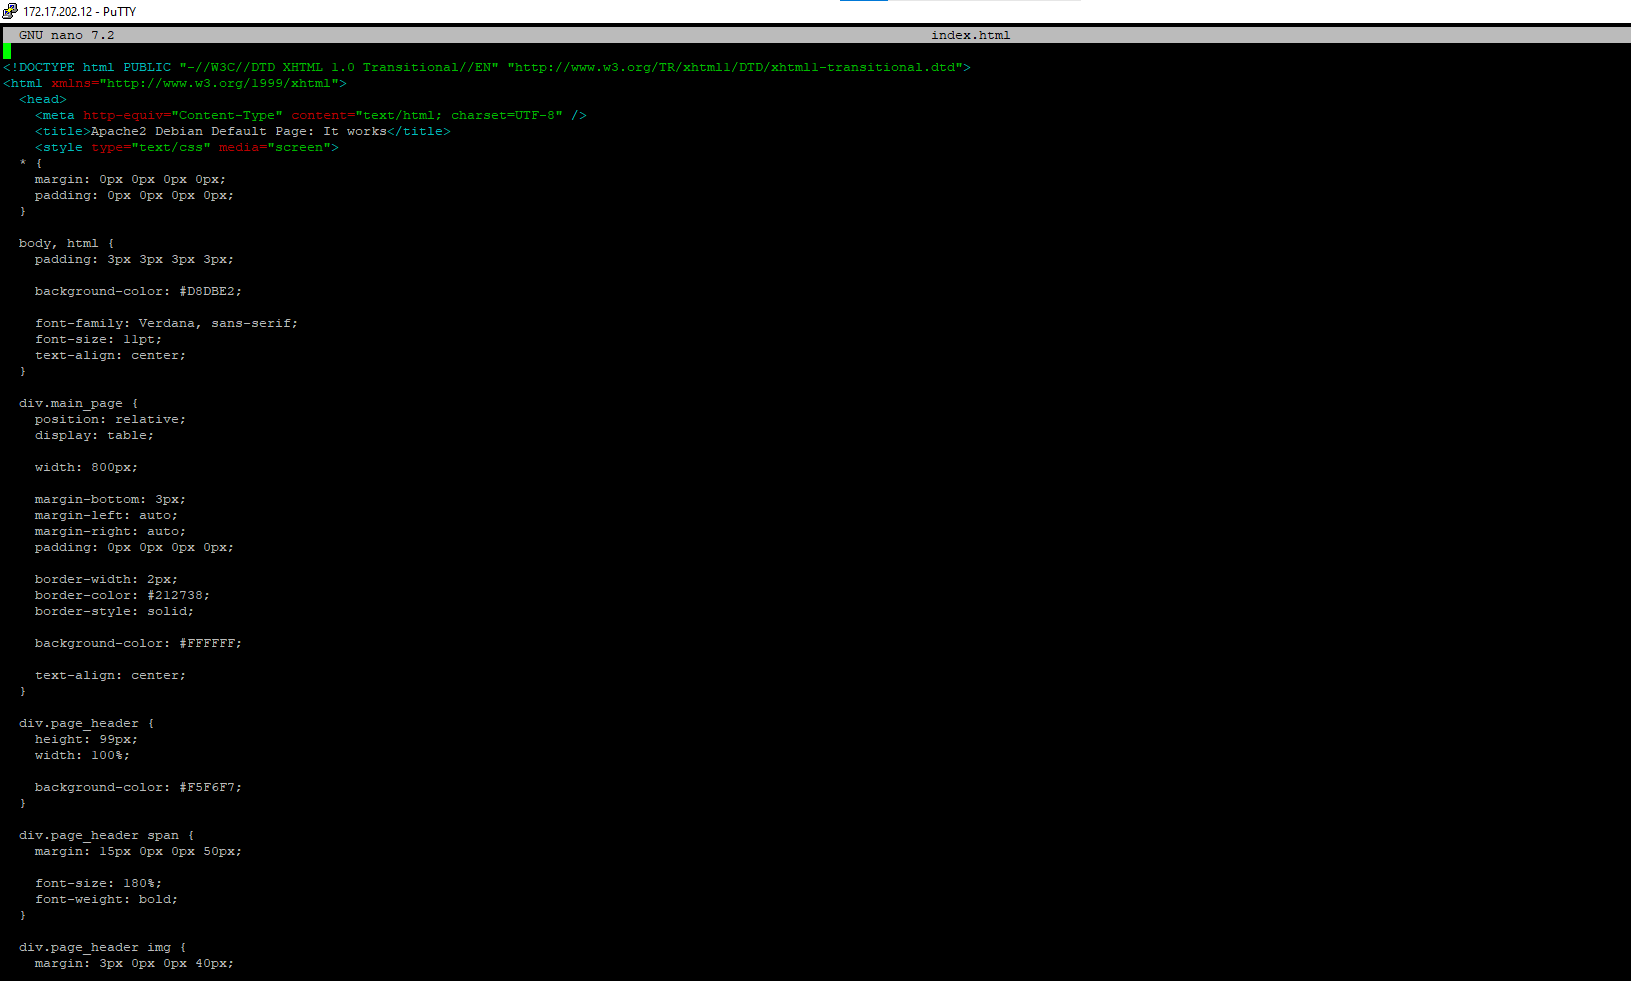 172.17.202.12 - PuTTY
GNU nano 7.2 index.html
<!DOCTYPE html PUBLIC "-//W3C//DTD XHTML 1.0 Transitional//EN" "http://www.w3.org/TR/xhtml1/DTD/xhtml1-transitional.dtd">
<html xmlns="http://www.w3.org/1999/xhtml">
  <head>
    <meta http-equiv="Content-Type" content="text/html; charset=UTF-8" />
    <title>Apache2 Debian Default Page: It works</title>
    <style type="text/css" media="screen">
  * {
    margin: 0px 0px 0px 0px;
    padding: 0px 0px 0px 0px;
  }

  body, html {
    padding: 3px 3px 3px 3px;

    background-color: #D8DBE2;

    font-family: Verdana, sans-serif;
    font-size: 11pt;
    text-align: center;
  }

  div.main_page {
    position: relative;
    display: table;

    width: 800px;

    margin-bottom: 3px;
    margin-left: auto;
    margin-right: auto;
    padding: 0px 0px 0px 0px;

    border-width: 2px;
    border-color: #212738;
    border-style: solid;

    background-color: #FFFFFF;

    text-align: center;
  }

  div.page_header {
    height: 99px;
    width: 100%;

    background-color: #F5F6F7;
  }

  div.page_header span {
    margin: 15px 0px 0px 50px;

    font-size: 180%;
    font-weight: bold;
  }

  div.page_header img {
    margin: 3px 0px 0px 40px;